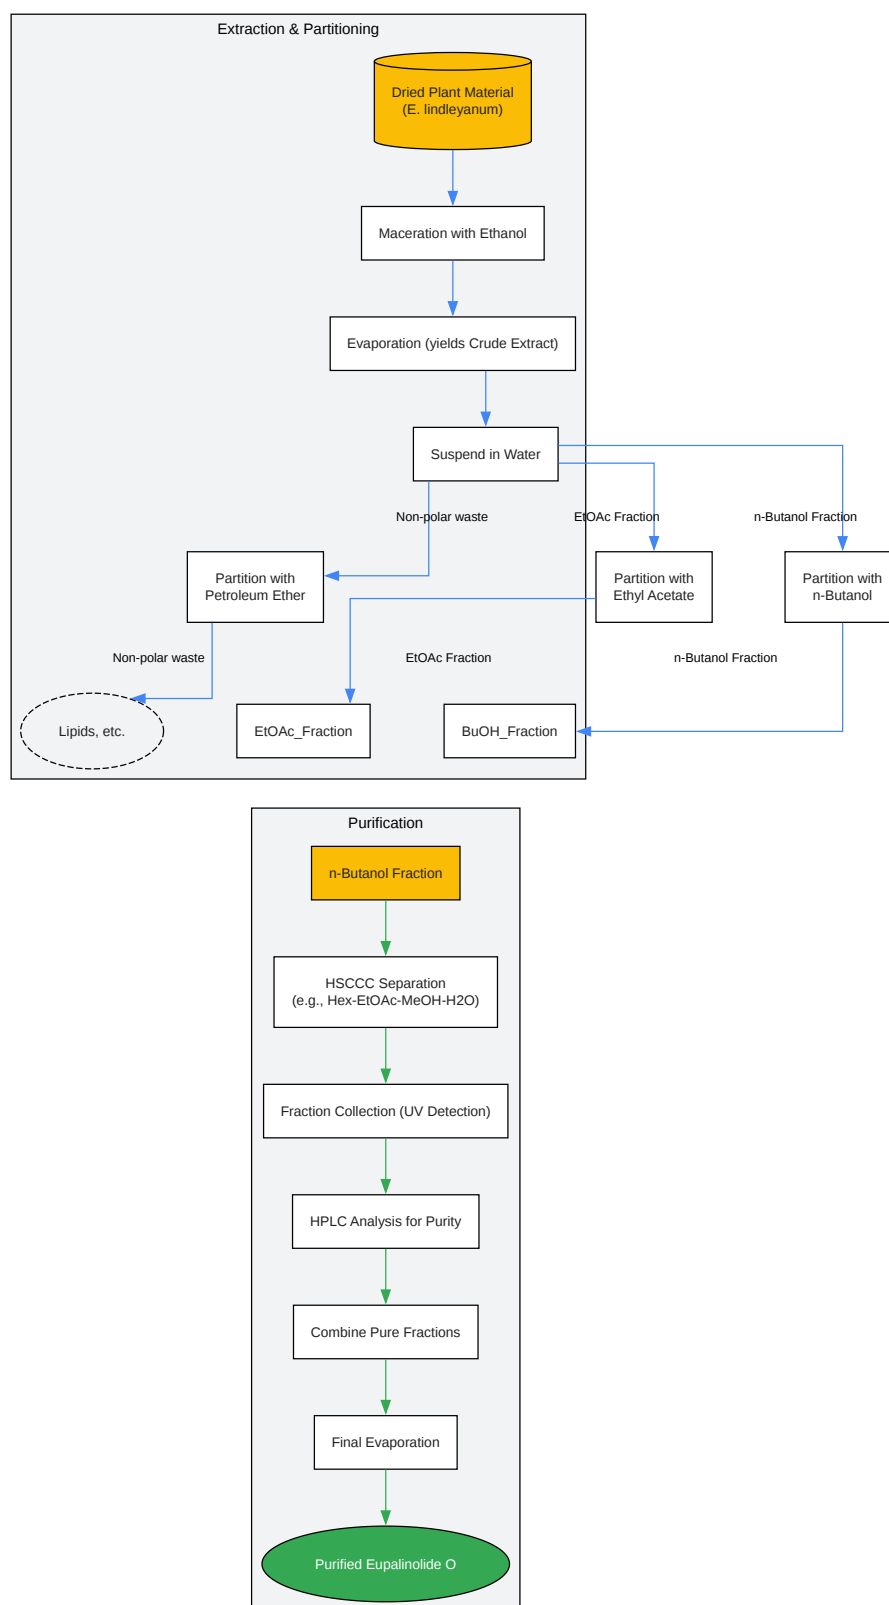 Extraction & Partitioning
Dried Plant Material
(E. lindleyanum)
Maceration with Ethanol
Evaporation (yields Crude Extract)
Suspend in Water
Non-polar waste
EtOAc Fraction
n-Butanol Fraction
Partition with
Petroleum Ether
Partition with
Ethyl Acetate
Partition with
n-Butanol
Non-polar waste
EtOAc Fraction
n-Butanol Fraction
Lipids, etc.
EtOAc_Fraction
BuOH_Fraction
Purification
n-Butanol Fraction
HSCCC Separation
(e.g., Hex-EtOAc-MeOH-H2O)
Fraction Collection (UV Detection)
HPLC Analysis for Purity
Combine Pure Fractions
Final Evaporation
Purified Eupalinolide O